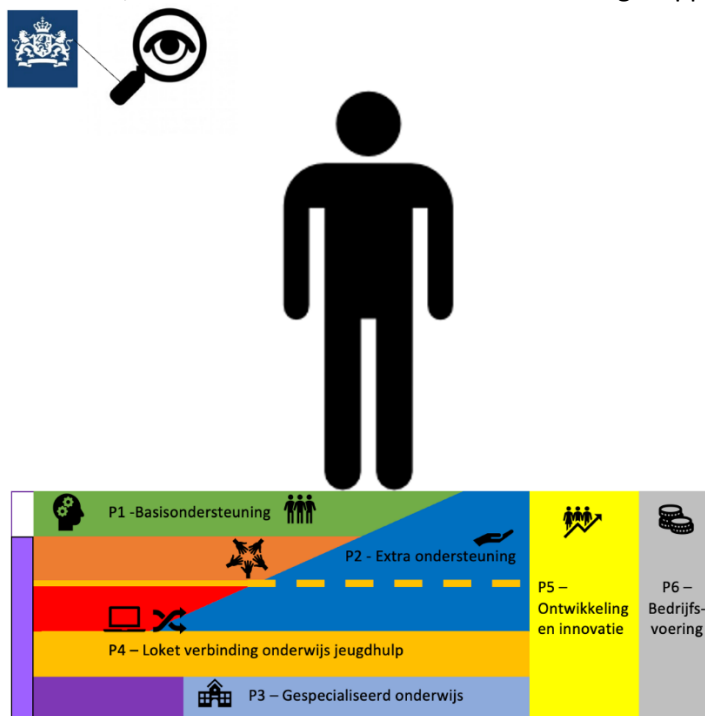 P1 -Basisondersteuning
P2 - Extra ondersteuning
P4 – Loket verbinding onderwijs jeugdhulp
P3 – Gespecialiseerd onderwijs
P5 –
Ontwikkeling
en innovatie
P6 –
Bedrijfs-
voering